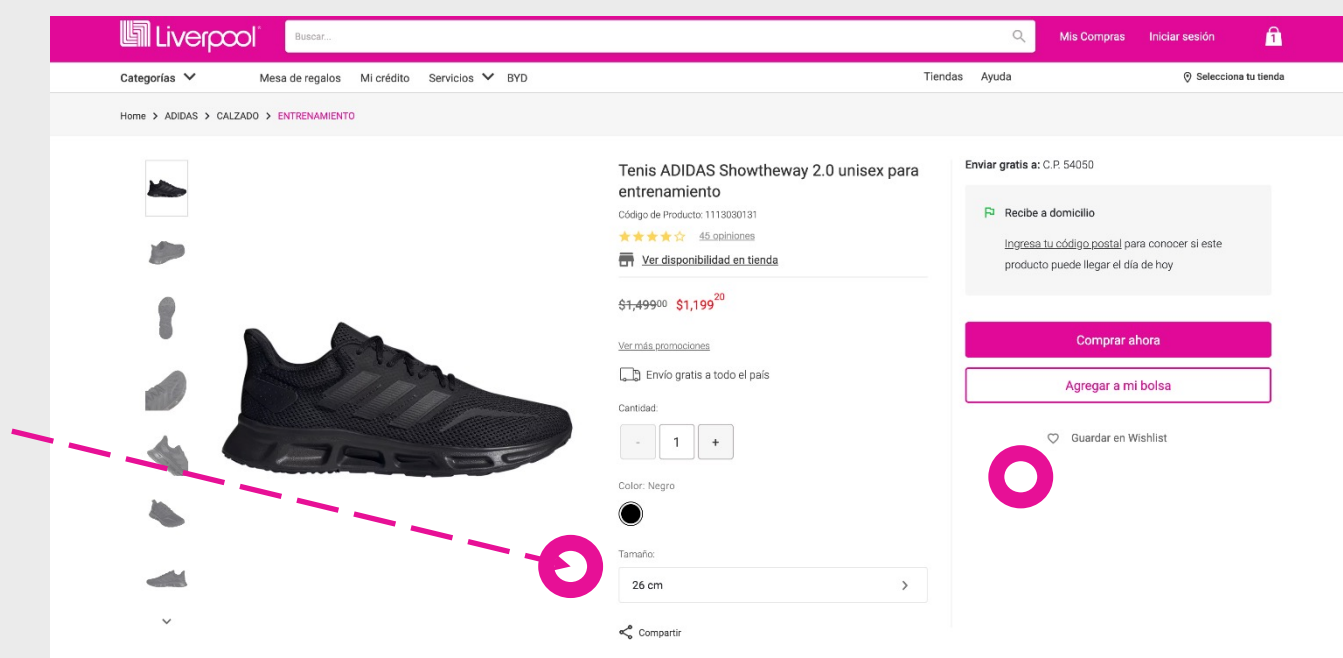 Liverpool
Buscar...
Mis Compras
Iniciar sesión
1
Categorías
Mesa de regalos
Mi crédito
Servicios
BYD
Tiendas
Ayuda
Selecciona tu tienda
Home > ADIDAS > CALZADO > ENTRENAMIENTO
Tenis ADIDAS Showtheway 2.0 unisex para
entrenamiento
Código de Producto: 1113030131
45 opiniones
Ver disponibilidad en tienda
$1,49900 $1,19920
Ver más promociones
Envío gratis a todo el país
Cantidad:
- 1 +
Color: Negro
Tamaño:
26 cm
Compartir
Enviar gratis a: C.P. 54050
Recibe a domicilio
Ingresa tu código postal para conocer si este
producto puede llegar el día de hoy
Comprar ahora
Agregar a mi bolsa
Guardar en Wishlist